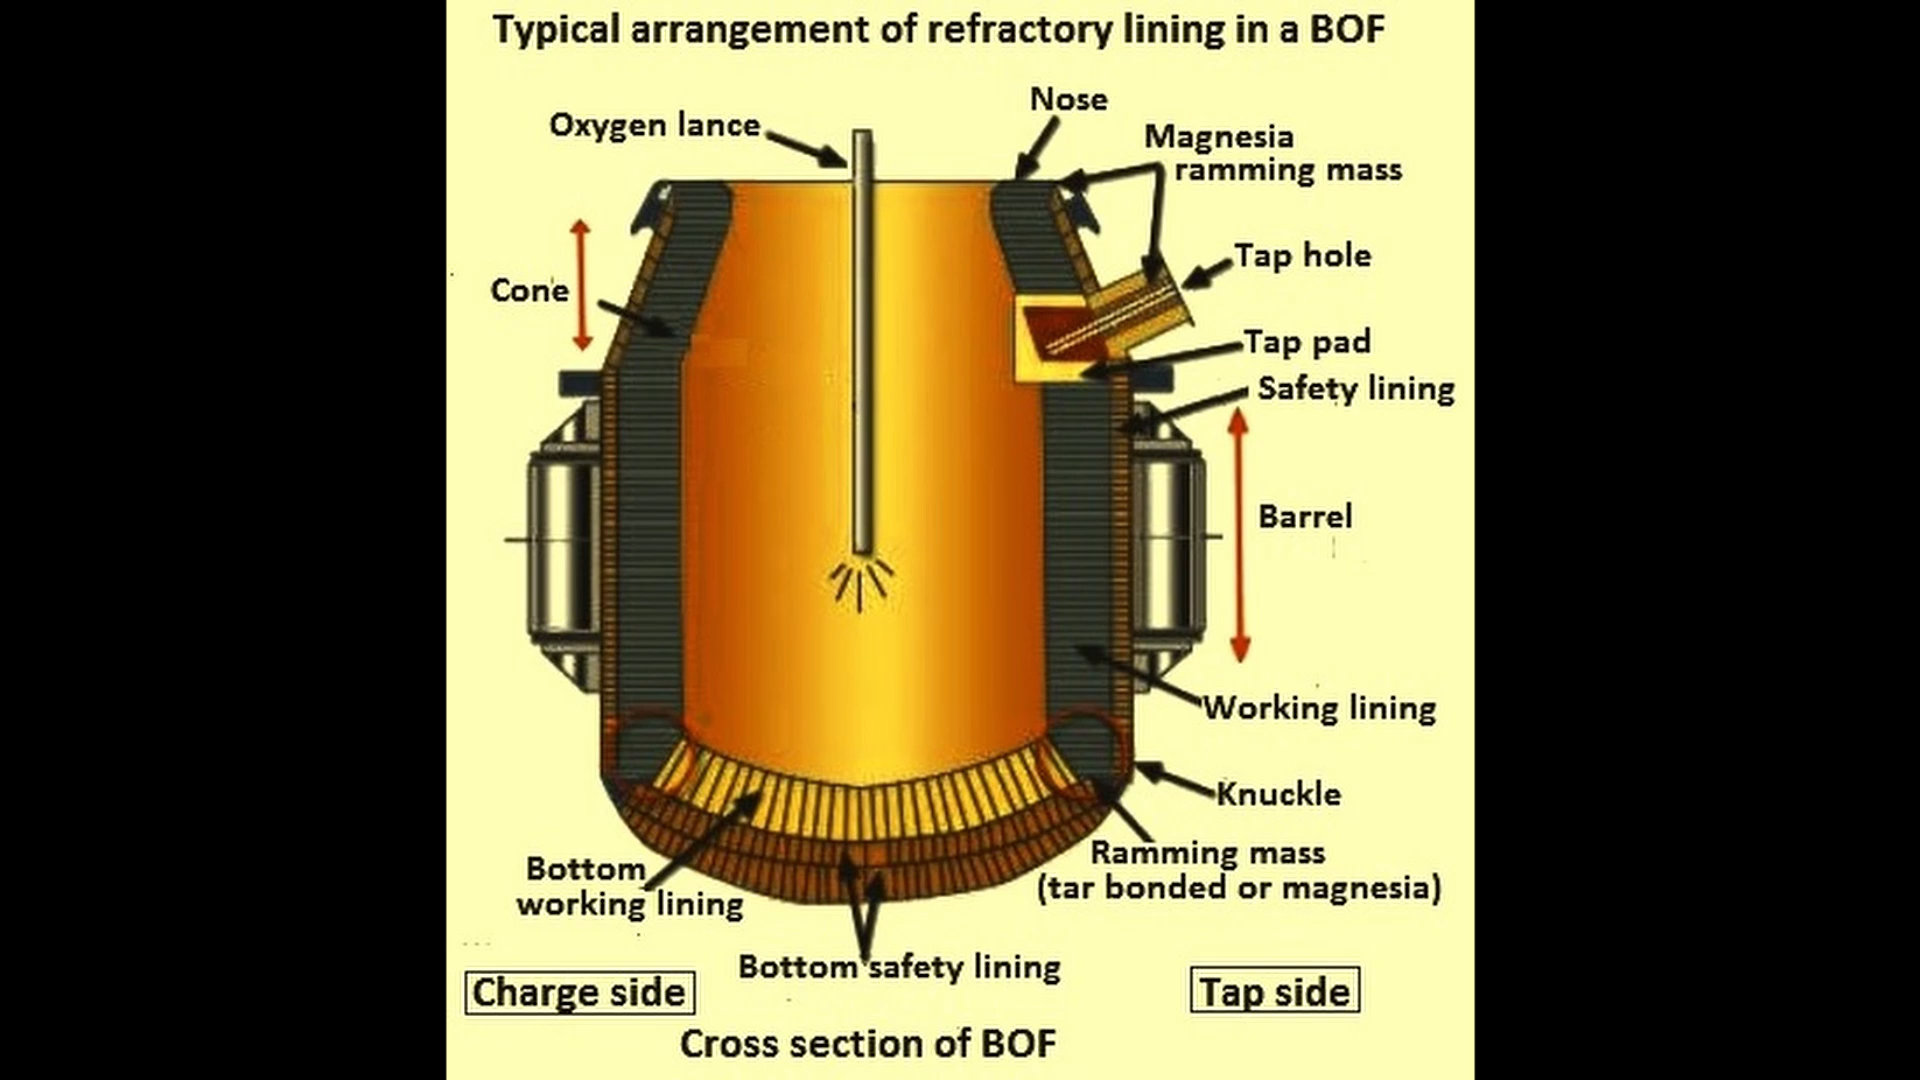 Typical arrangement of refractory lining in a BOF
Nose
Oxygen lance
Magnesia
ramming mass
Tap hole
Cone
Tap pad
Safety lining
Barrel
Working lining
Knuckle
Ramming mass
(tar bonded or magnesia)
Bottom
working lining
Bottom safety lining
Charge side
Tap side
Cross section of BOF